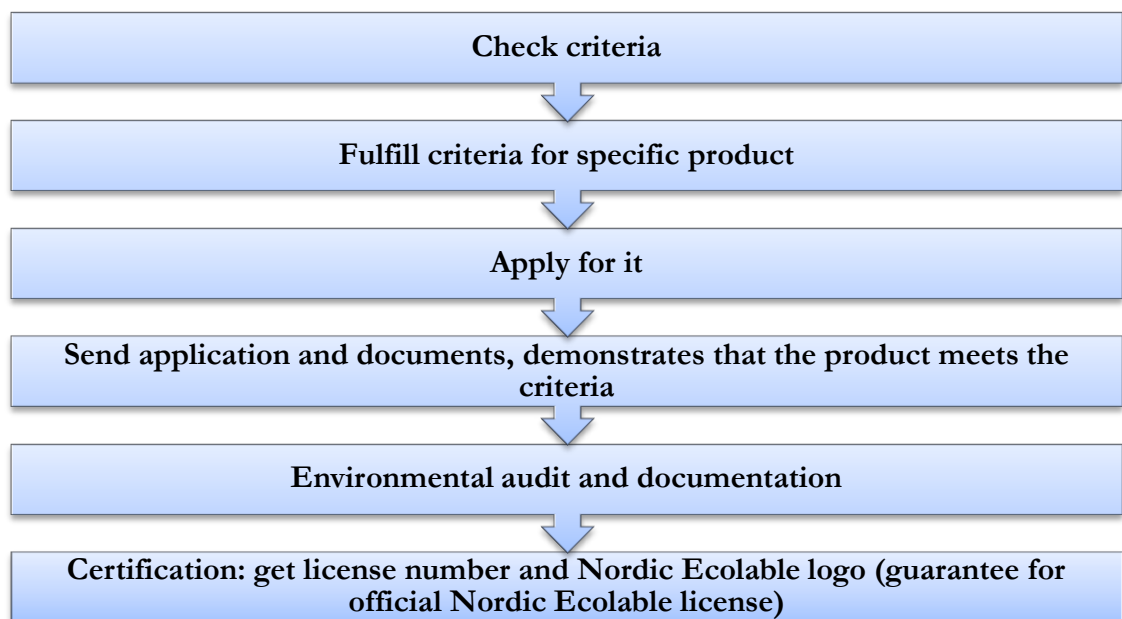 Check criteria
Fulfill criteria for specific product
Apply for it
Send application and documents, demonstrates that the product meets the
criteria
Environmental audit and documentation
Certification: get license number and Nordic Ecolable logo (guarantee for
official Nordic Ecolable license)